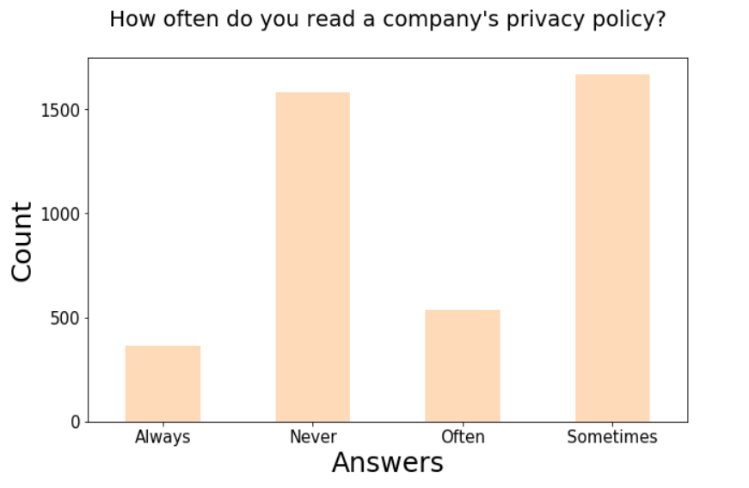 How often do you read a company's privacy policy?
Count
1500
1000
500
0
Always Never Often Sometimes
Answers